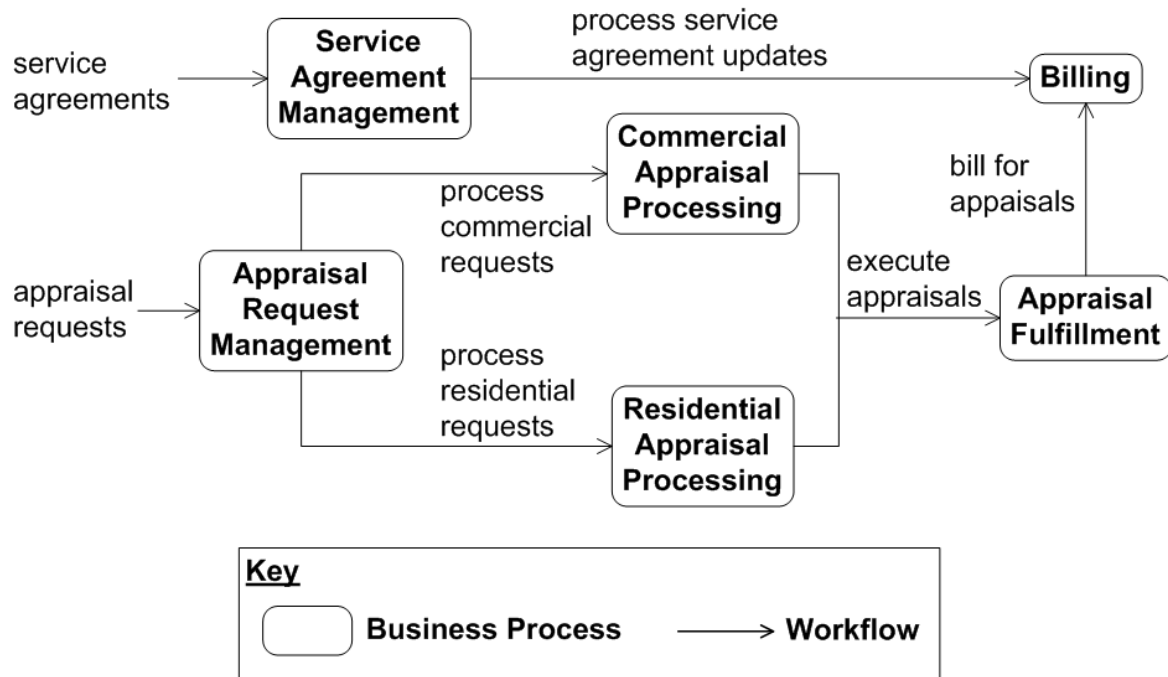 service
agreements
Service
Agreement
Management
process service
agreement updates
Billing
appraisal
requests
Appraisal
Request
Management
process
commercial
requests
Commercial
Appraisal
Processing
process
residential
requests
Residential
Appraisal
Processing
execute
appraisals
Appraisal
Fulfillment
bill for
appaisals
Key
Business Process
Workflow